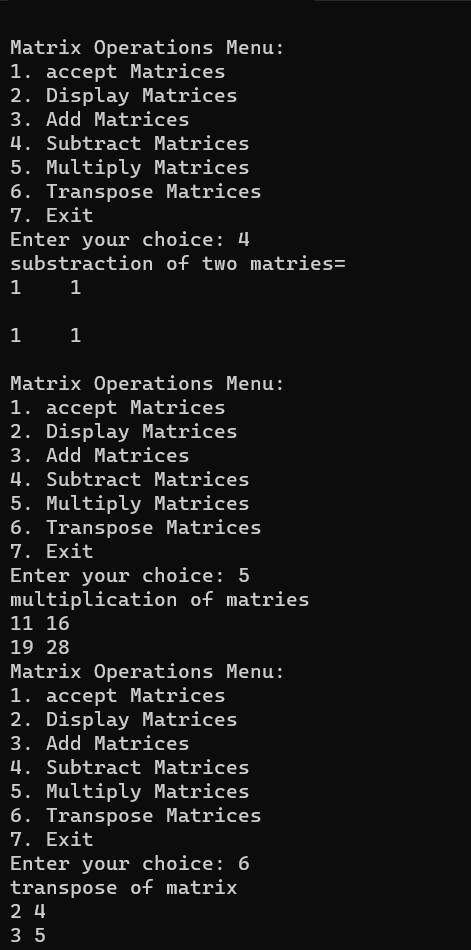 Matrix Operations Menu:
1. accept Matrices
2. Display Matrices
3. Add Matrices
4. Subtract Matrices
5. Multiply Matrices
6. Transpose Matrices
7. Exit
Enter your choice: 4
substraction of two matries=
1    1
1    1
Matrix Operations Menu:
1. accept Matrices
2. Display Matrices
3. Add Matrices
4. Subtract Matrices
5. Multiply Matrices
6. Transpose Matrices
7. Exit
Enter your choice: 5
multiplication of matries
11 16
19 28
Matrix Operations Menu:
1. accept Matrices
2. Display Matrices
3. Add Matrices
4. Subtract Matrices
5. Multiply Matrices
6. Transpose Matrices
7. Exit
Enter your choice: 6
transpose of matrix
2 4
3 5